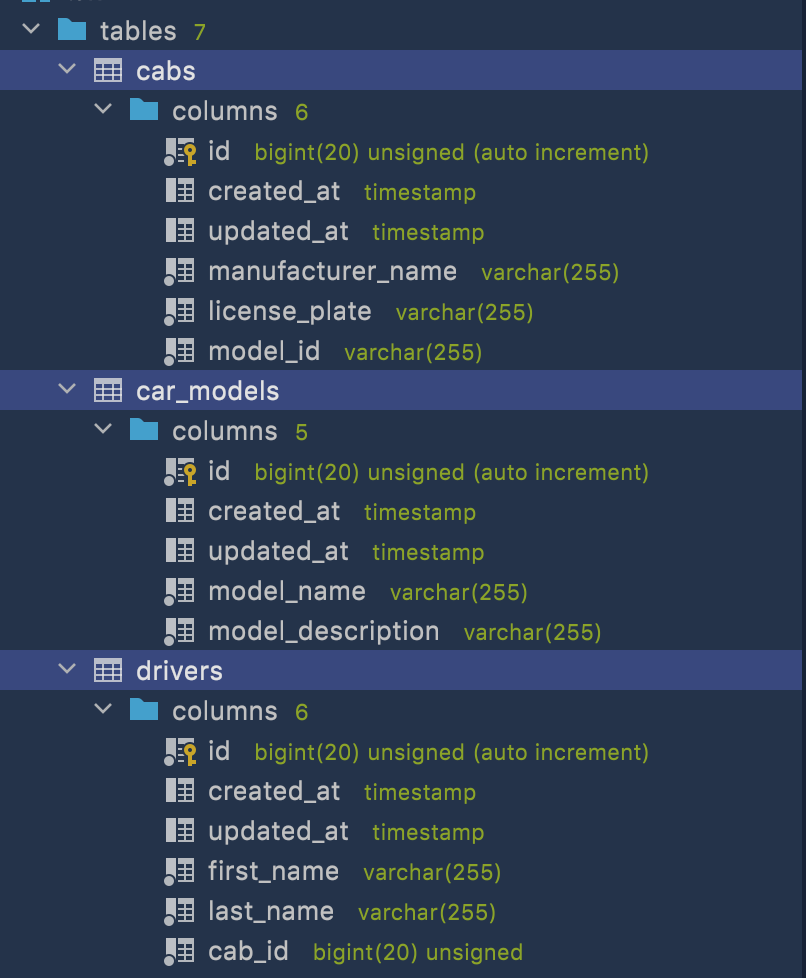 tables 7
cabs
columns 6
id bigint(20) unsigned (auto increment)
created_at timestamp
updated_at timestamp
manufacturer_name varchar(255)
license_plate varchar(255)
model_id varchar(255)
car_models
columns 5
id bigint(20) unsigned (auto increment)
created_at timestamp
updated_at timestamp
model_name varchar(255)
model_description varchar(255)
drivers
columns 6
id bigint(20) unsigned (auto increment)
created_at timestamp
updated_at timestamp
first_name varchar(255)
last_name varchar(255)
cab_id bigint(20) unsigned